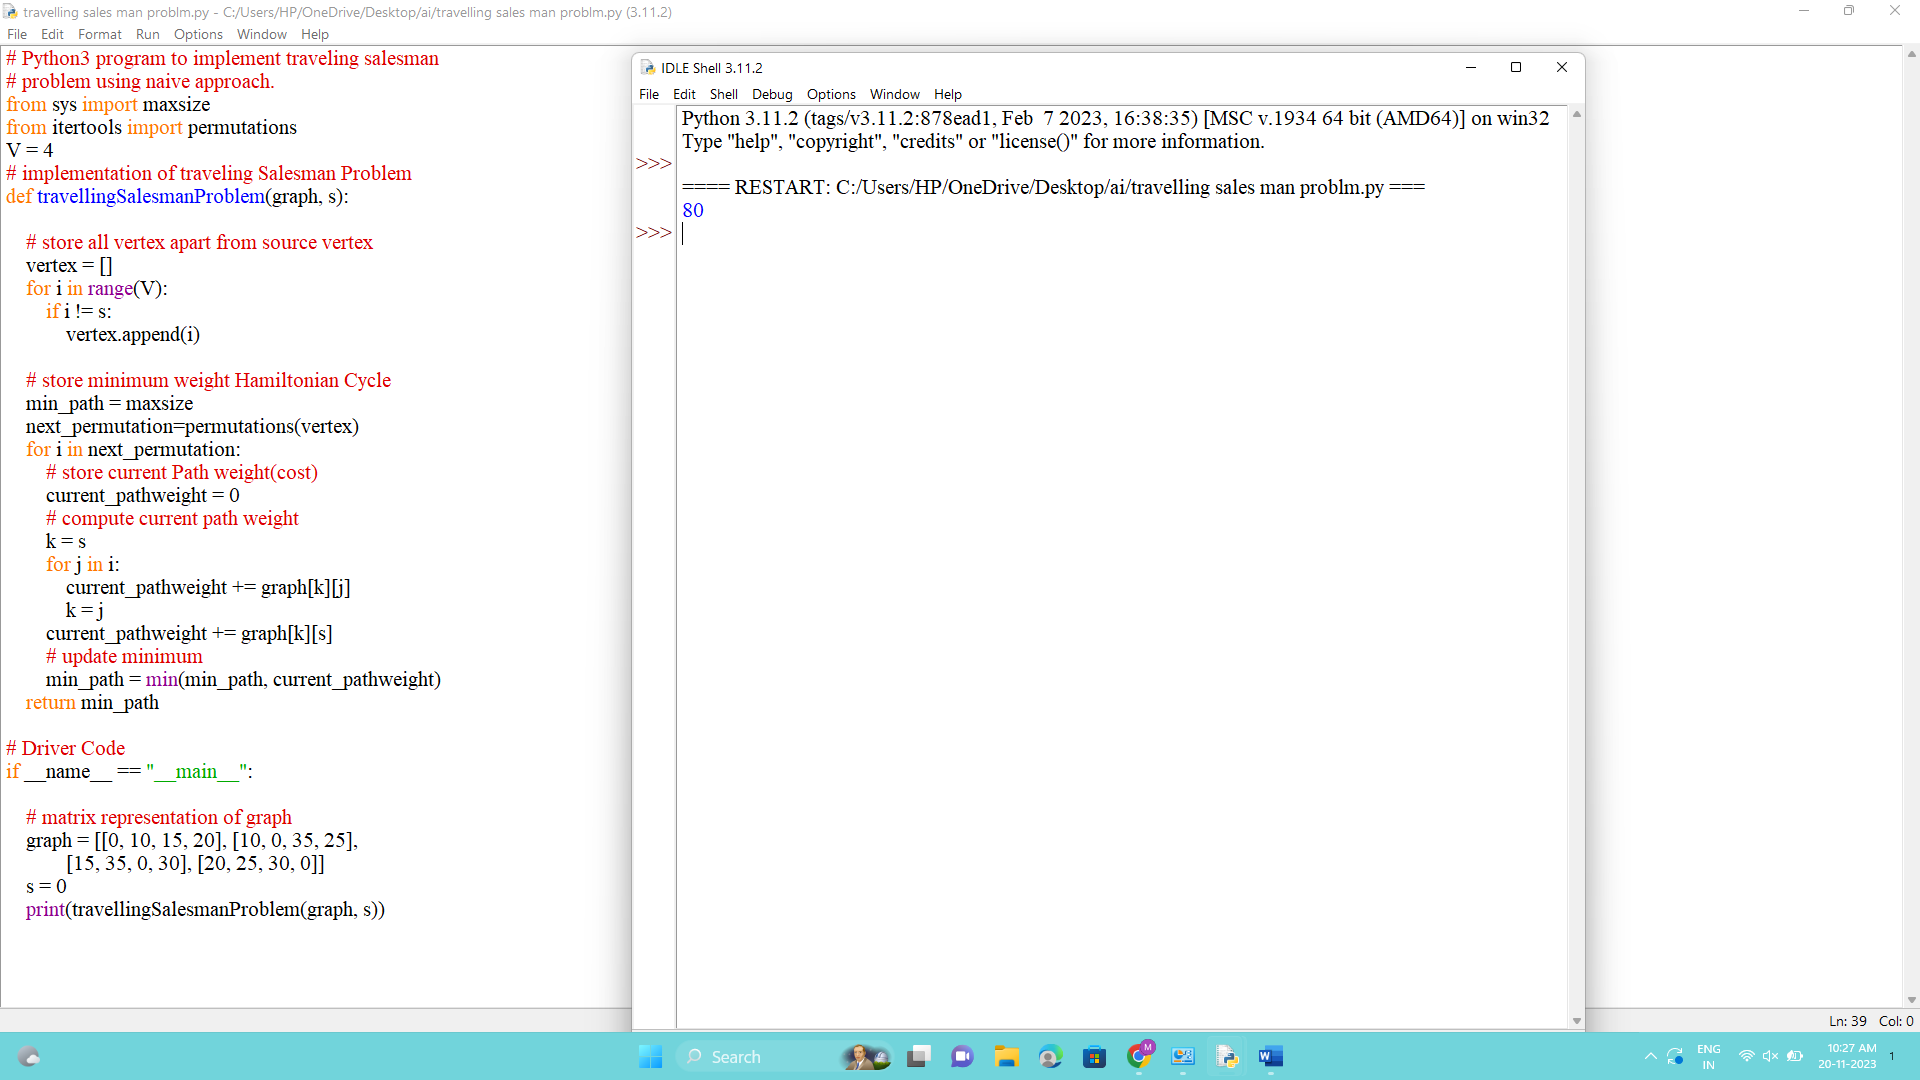 travelling sales man problm.py - C:/Users/HP/OneDrive/Desktop/ai/travelling sales man problm.py (3.11.2)
File Edit Format Run Options Window Help
# Python3 program to implement traveling salesman
# problem using naive approach.
from sys import maxsize
from itertools import permutations
V = 4
# implementation of traveling Salesman Problem
def travellingSalesmanProblem(graph, s):
    # store all vertex apart from source vertex
    vertex = []
    for i in range(V):
        if i != s:
            vertex.append(i)
    # store minimum weight Hamiltonian Cycle
    min_path = maxsize
    next_permutation=permutations(vertex)
    for i in next_permutation:
        # store current Path weight(cost)
        current_pathweight = 0
        # compute current path weight
        k = s
        for j in i:
            current_pathweight += graph[k][j]
            k = j
        current_pathweight += graph[k][s]
        # update minimum
        min_path = min(min_path, current_pathweight)
    return min_path
# Driver Code
if __name__ == "__main__":
    # matrix representation of graph
    graph = [[0, 10, 15, 20], [10, 0, 35, 25],
            [15, 35, 0, 30], [20, 25, 30, 0]]
    s = 0
    print(travellingSalesmanProblem(graph, s))
IDLE Shell 3.11.2
File Edit Shell Debug Options Window Help
Python 3.11.2 (tags/v3.11.2:878ead1, Feb  7 2023, 16:38:35) [MSC v.1934 64 bit (AMD64)] on win32
Type "help", "copyright", "credits" or "license()" for more information.
>>>
==== RESTART: C:/Users/HP/OneDrive/Desktop/ai/travelling sales man problm.py ===
80
>>>
Ln: 39 Col: 0
Search
M
W
ENG
IN
10:27 AM
20-11-2023
1